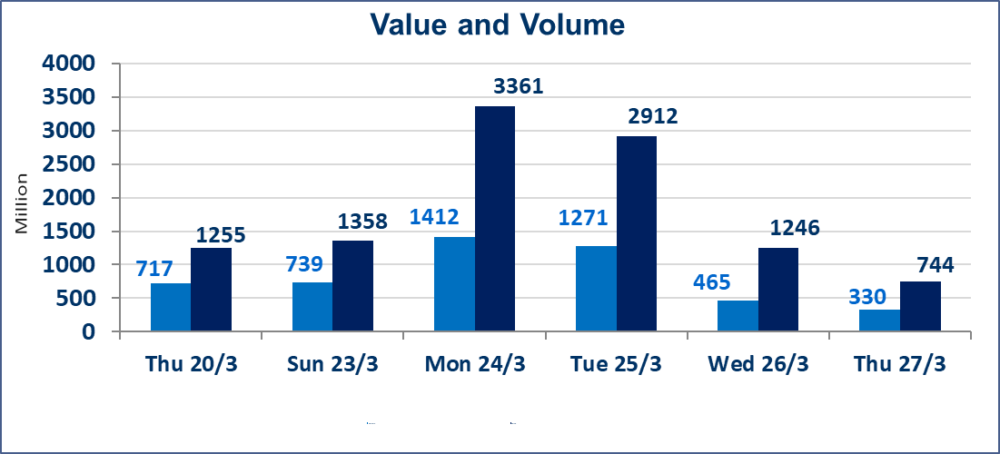 Value and Volume
Million
4000
3500
3000
2500
2000
1500
1000
500
0
717
1255
739
1358
1412
3361
1271
2912
465
1246
330
744
Thu 20/3
Sun 23/3
Mon 24/3
Tue 25/3
Wed 26/3
Thu 27/3